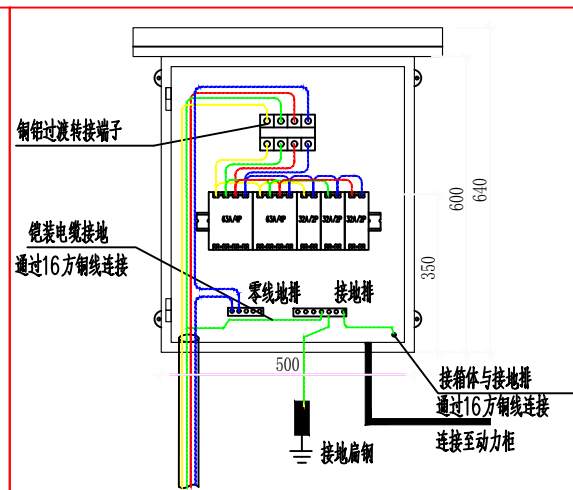 铜铝过渡转接端子
63A/4P
63A/4P
32A/2P
32A/2P
32A/2P
铠装电缆接地
通过16方铜线连接
零线地排
接地排
500
350
600
640
接箱体与接地排
通过16方铜线连接
连接至动力柜
接地扁钢